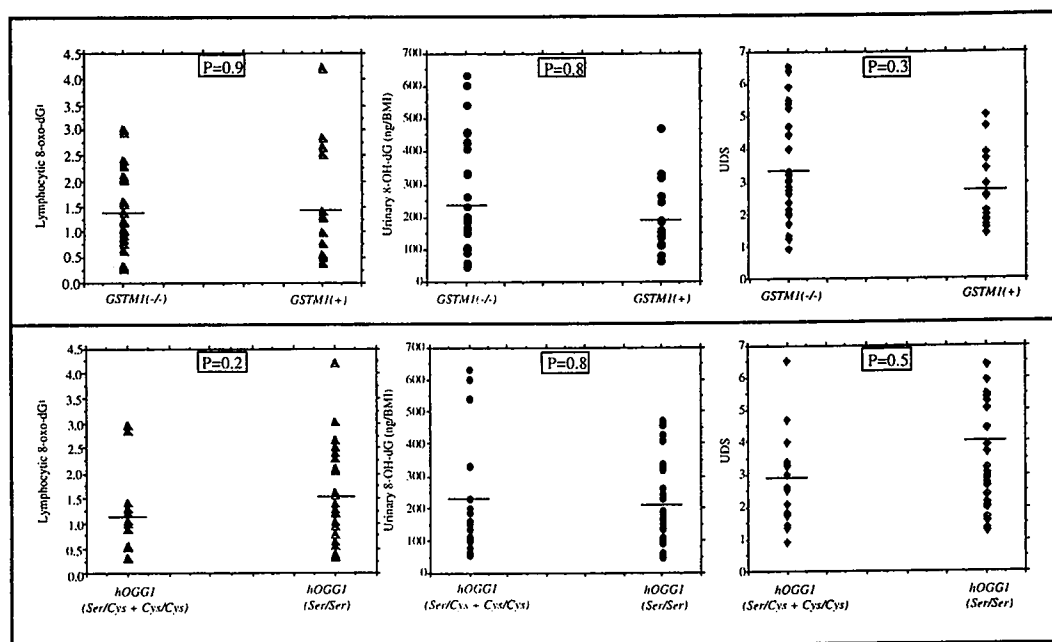 P=0.9
Lymphocytic 8-oxo-dG¹
4.5
4.0
3.5
3.0
2.5
2.0
1.5
1.0
0.5
0.0
GSTM1(-/-)
GSTM1(+)
P=0.8
Urinary 8-OH-dG (ng/BMI)
700
600
500
400
300
200
100
0
GSTM1(-/-)
GSTM1(+)
P=0.3
UDS
7
6
5
4
3
2
1
0
GSTM1(-/-)
GSTM1(+)
P=0.2
Lymphocytic 8-oxo-dG¹
4.5
4.0
3.5
3.0
2.5
2.0
1.5
1.0
0.5
0.0
hOGG1
(Ser/Cys + Cys/Cys)
hOGG1
(Ser/Ser)
P=0.8
Urinary 8-OH-dG (ng/BMI)
700
600
500
400
300
200
100
0
hOGG1
(Ser/Cys + Cys/Cys)
hOGG1
(Ser/Ser)
P=0.5
UDS
7
6
5
4
3
2
1
0
hOGG1
(Ser/Cys + Cys/Cys)
hOGG1
(Ser/Ser)